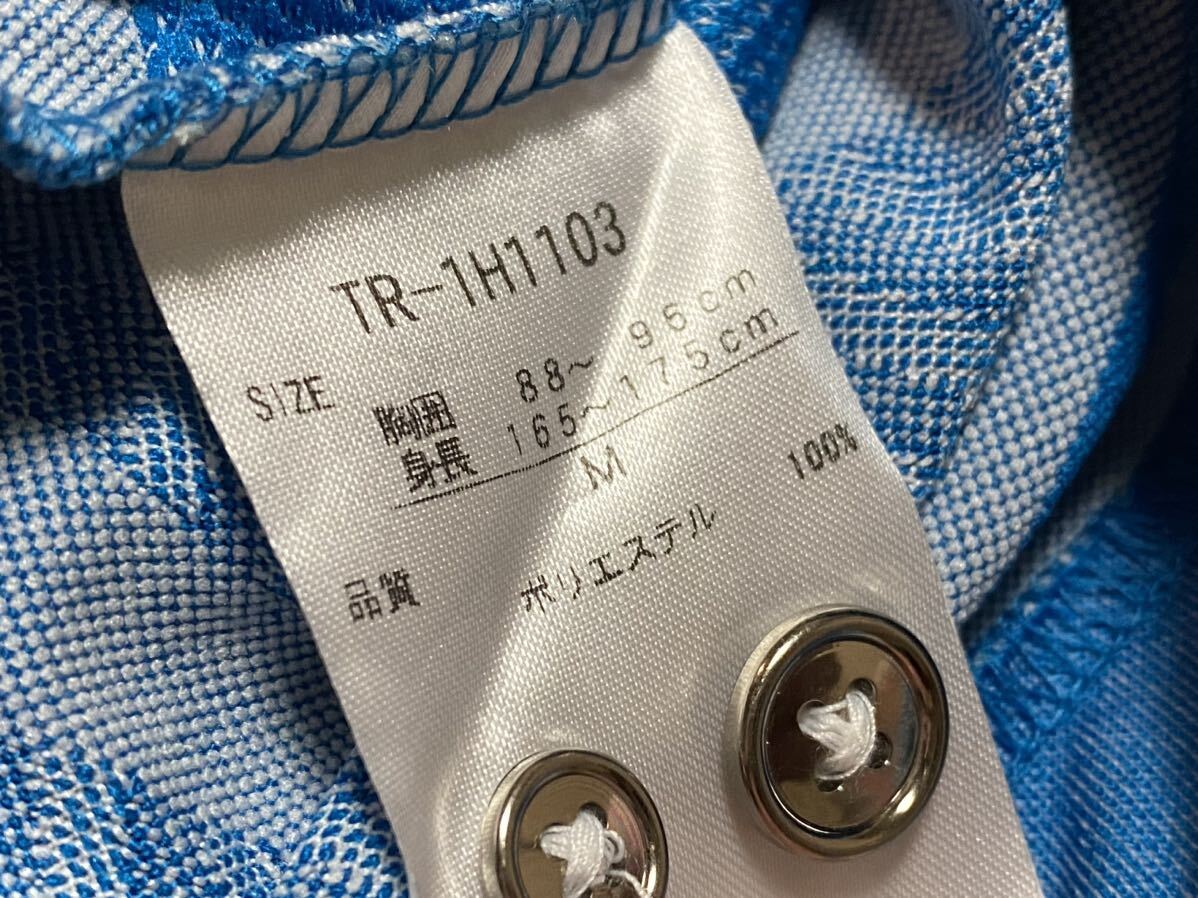 TR-1H1103
SIZE 胸囲 88～ 96cm
身長 165～175cm
M
品質 ポリエステル 100%